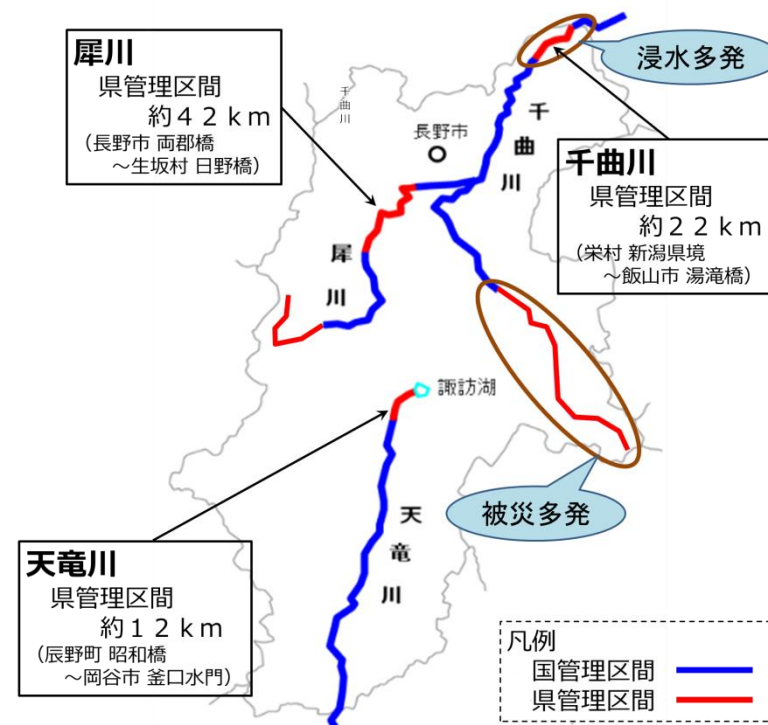 犀川
県管理区間
約４２ｋｍ
（長野市 両郡橋
～生坂村 日野橋）
千曲川
長野市
千曲川
浸水多発
千曲川
県管理区間
約２２ｋｍ
（栄村 新潟県境
～飯山市 湯滝橋）
犀川
諏訪湖
被災多発
天竜川
天竜川
県管理区間
約１２ｋｍ
（辰野町 昭和橋
～岡谷市 釜口水門）
凡例
国管理区間
県管理区間